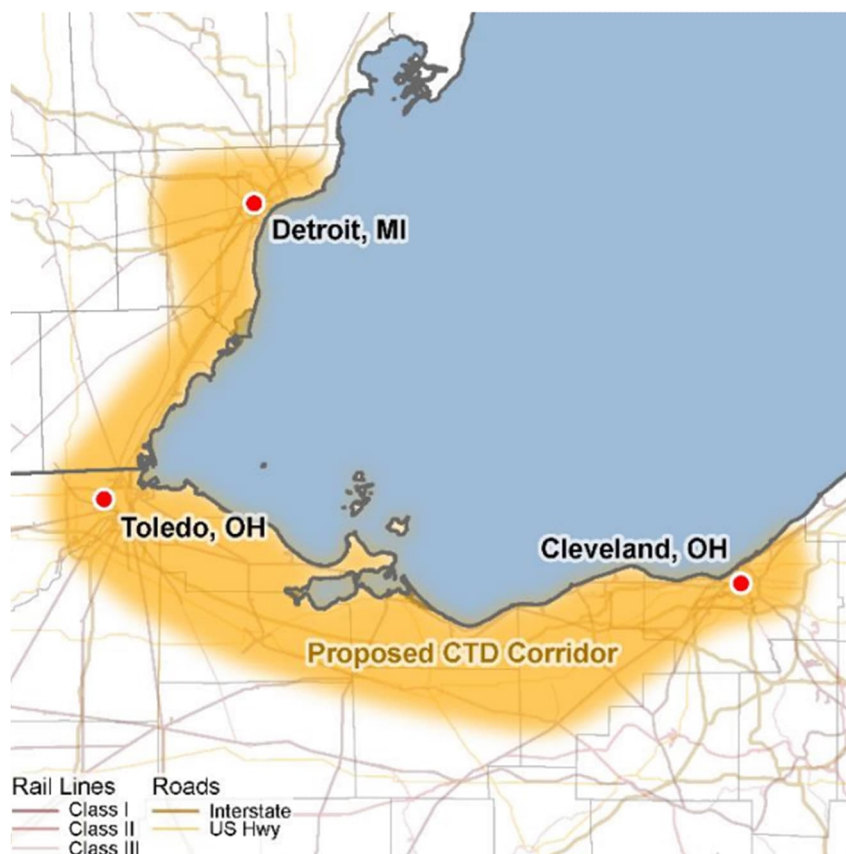 Detroit, MI
Toledo, OH
Cleveland, OH
Proposed CTD Corridor
Rail Lines
Class I
Class II
Class III
Roads
Interstate
US Hwy